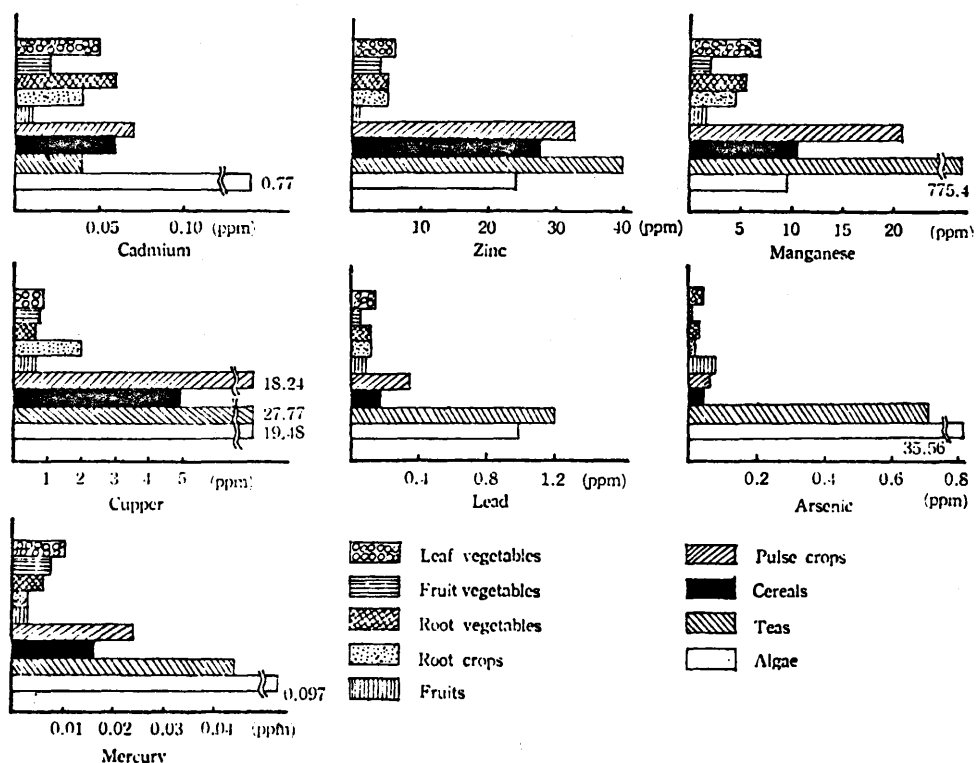 0.77
0.05 0.10 (ppm)
Cadmium
10 20 30 40 (ppm)
Zinc
775.4
5 10 15 20 (ppm)
Manganese
18.24
27.77
19.48
1 2 3 4 5 (ppm)
Cupper
0.4 0.8 1.2 (ppm)
Lead
35.56
0.2 0.4 0.6 0.8
(ppm)
Arsenic
0.097
0.01 0.02 0.03 0.04 (ppm)
Mercury
Leaf vegetables
Fruit vegetables
Root vegetables
Root crops
Fruits
Pulse crops
Cereals
Teas
Algae